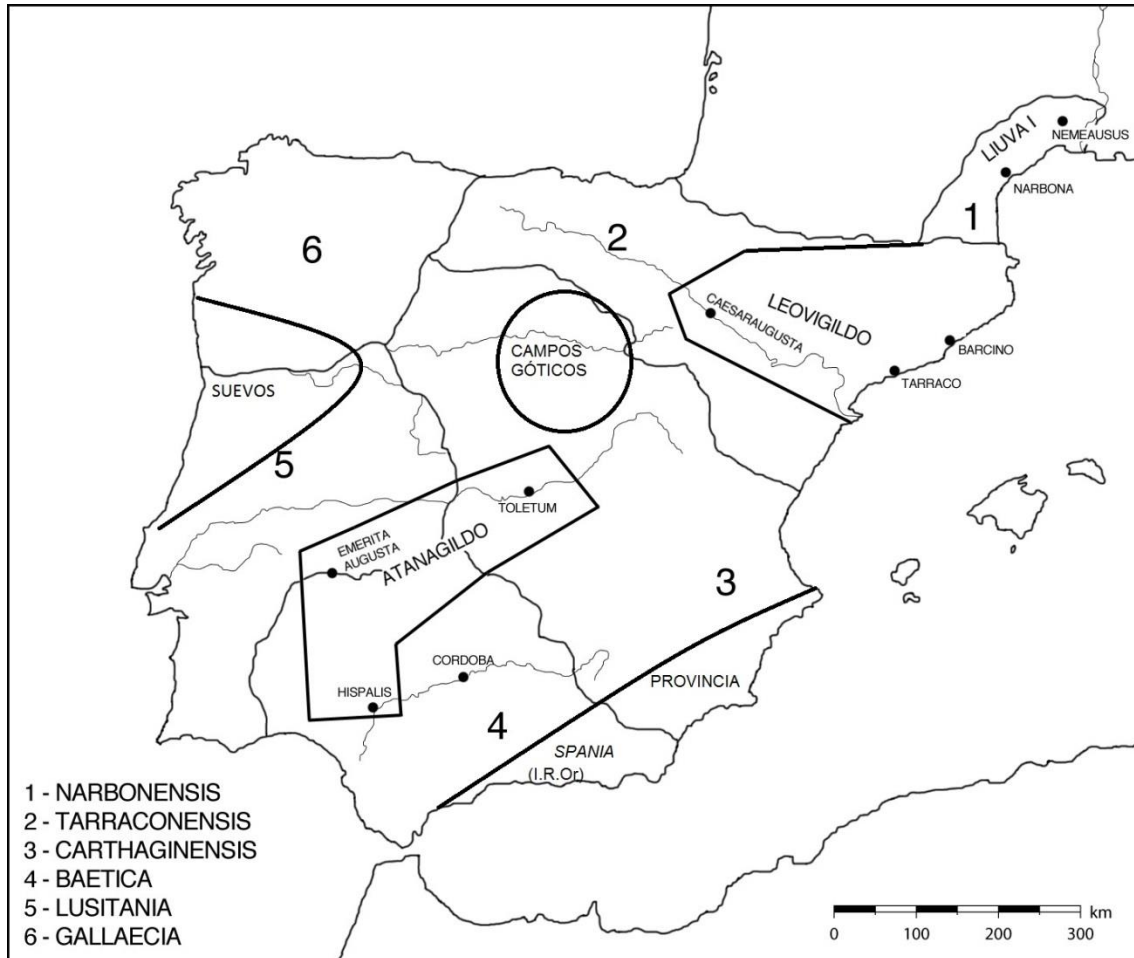 LIUVA I
NEMEAUSUS
NARBONA
1
2
6
LEOVIGILDO
CAESARAUGUSTA
CAMPOS
GÓTICOS
BARCINO
TARRACO
SUEVOS
5
TOLETUM
EMERITA
AUGUSTA
ATANAGILDO
3
CORDOBA
HISPALIS
PROVINCIA
4
SPANIA
(I.R.Or)
1 - NARBONENSIS
2 - TARRACONENSIS
3 - CARTHAGINENSIS
4 - BAETICA
5 - LUSITANIA
6 - GALLAECIA
km
0 100 200 300